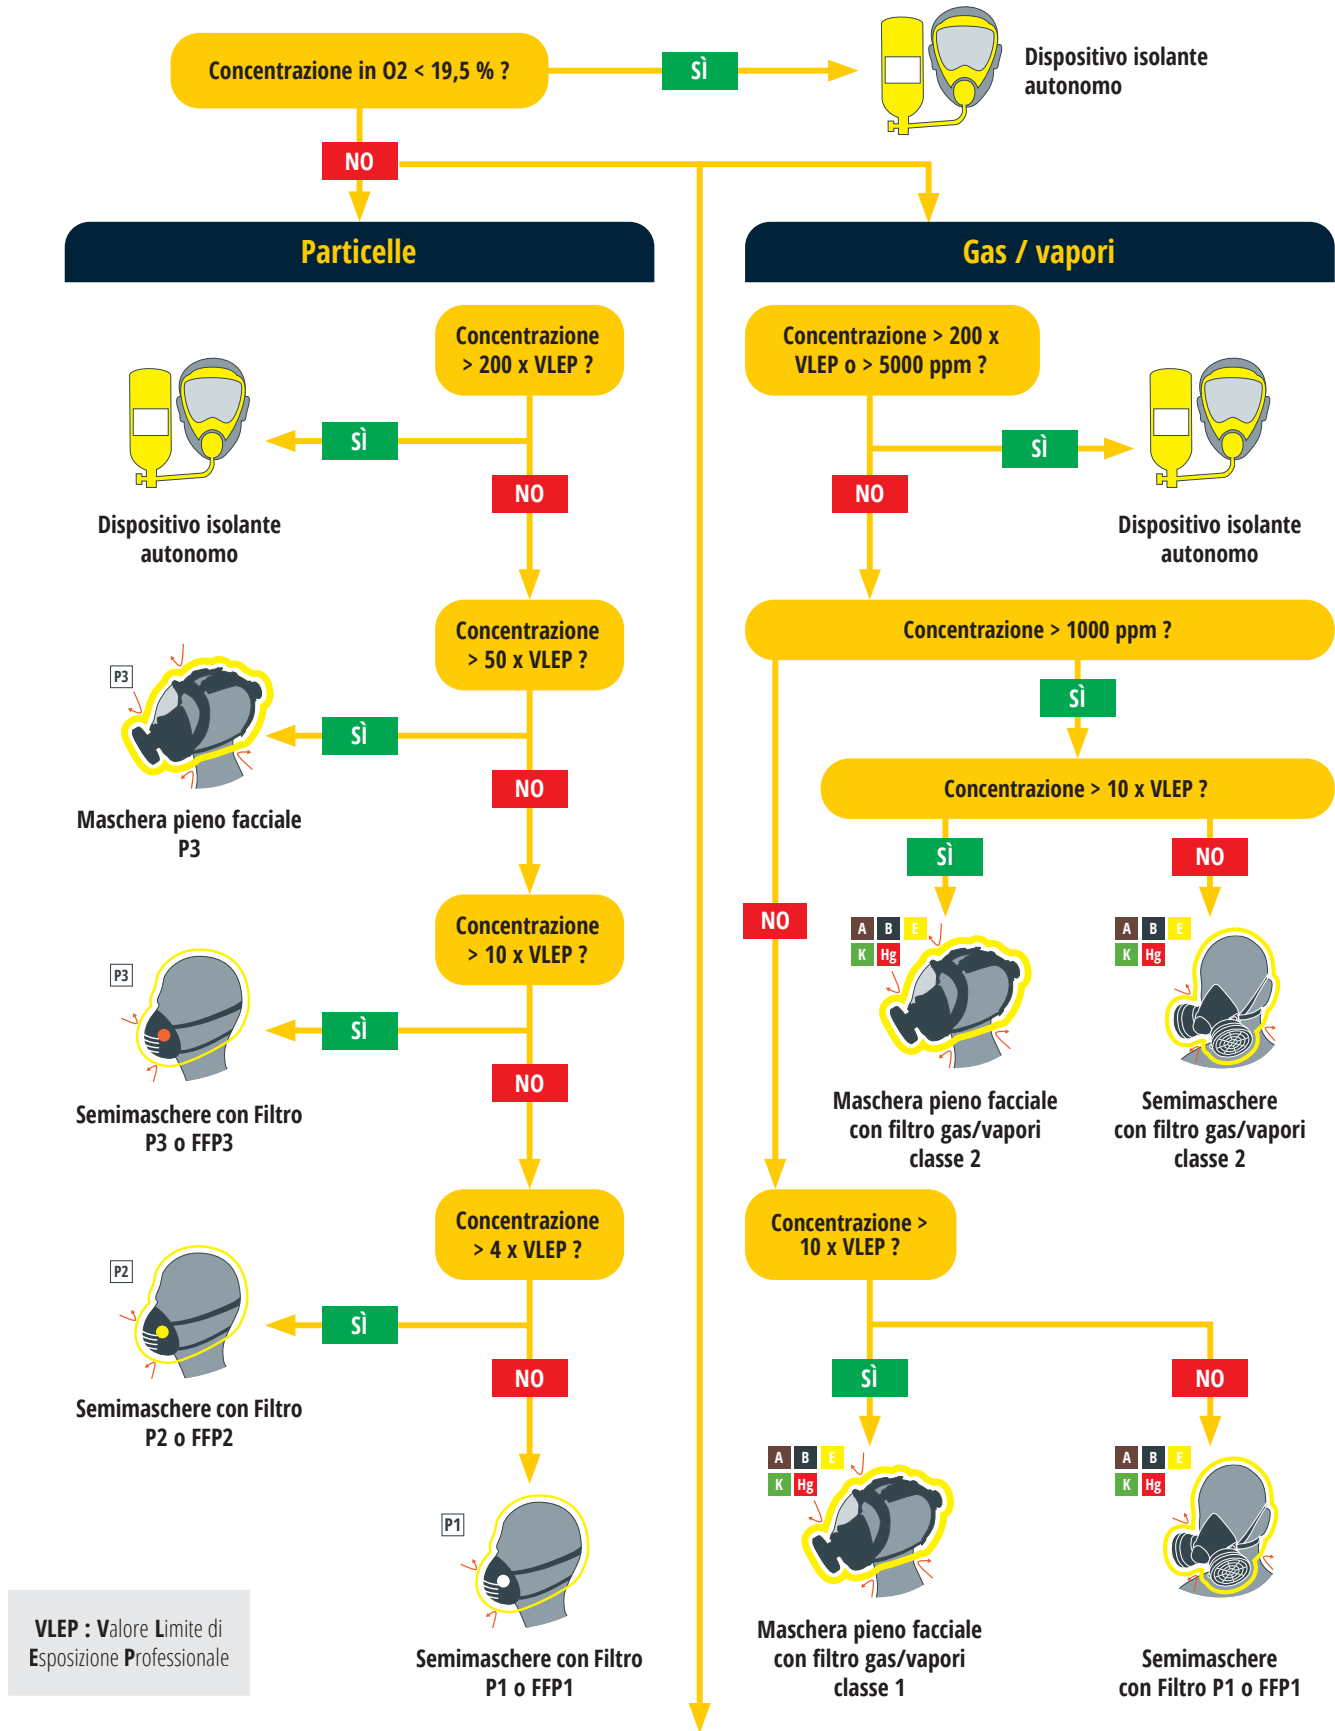 Concentrazione in O2 < 19,5 % ?
SÌ
Dispositivo isolante
autonomo
NO
Particelle
Concentrazione
> 200 x VLEP ?
SÌ
Dispositivo isolante
autonomo
NO
Concentrazione
> 50 x VLEP ?
P3
SÌ
Maschera pieno facciale
P3
NO
Concentrazione
> 10 x VLEP ?
P3
SÌ
Semimaschere con Filtro
P3 o FFP3
NO
Concentrazione
> 4 x VLEP ?
P2
SÌ
Semimaschere con Filtro
P2 o FFP2
NO
P1
Semimaschere con Filtro
P1 o FFP1
VLEP : Valore Limite di
Esposizione Professionale
Gas / vapori
Concentrazione > 200 x
VLEP o > 5000 ppm ?
SÌ
Dispositivo isolante
autonomo
NO
Concentrazione > 1000 ppm ?
SÌ
Concentrazione > 10 x VLEP ?
SÌ
NO
NO
A B E
K Hg
A B E
K Hg
Maschera pieno facciale
con filtro gas/vapori
classe 2
Semimaschere
con filtro gas/vapori
classe 2
Concentrazione >
10 x VLEP ?
SÌ
NO
A B E
K Hg
A B E
K Hg
Maschera pieno facciale
con filtro gas/vapori
classe 1
Semimaschere
con Filtro P1 o FFP1